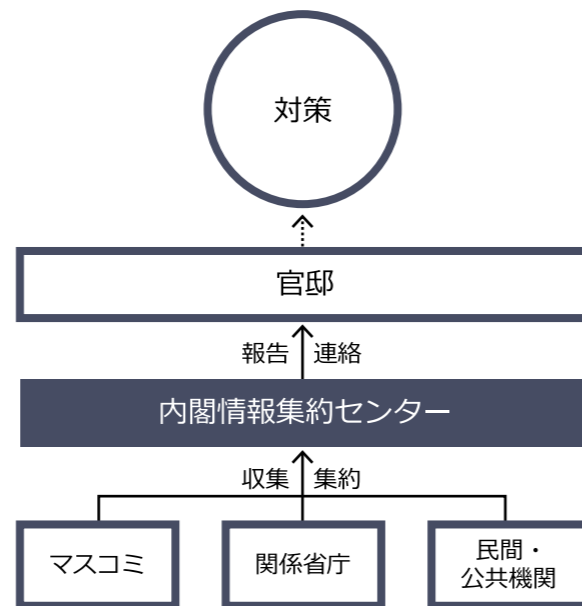 対策
官邸
報告 連絡
内閣情報集約センター
収集 集約
マスコミ
関係省庁
民間・
公共機関